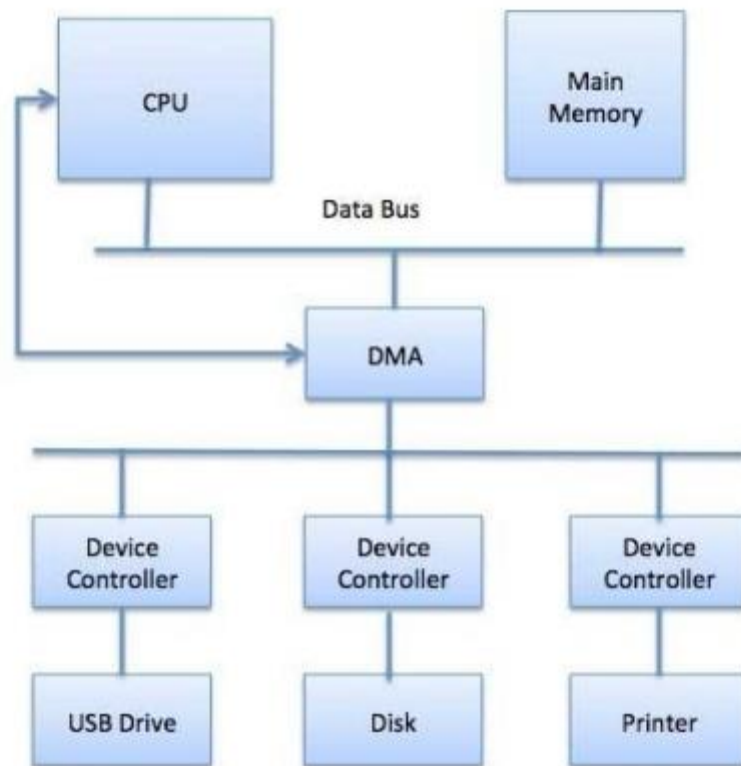 CPU
Main
Memory
Data Bus
DMA
Device
Controller
Device
Controller
Device
Controller
USB Drive
Disk
Printer